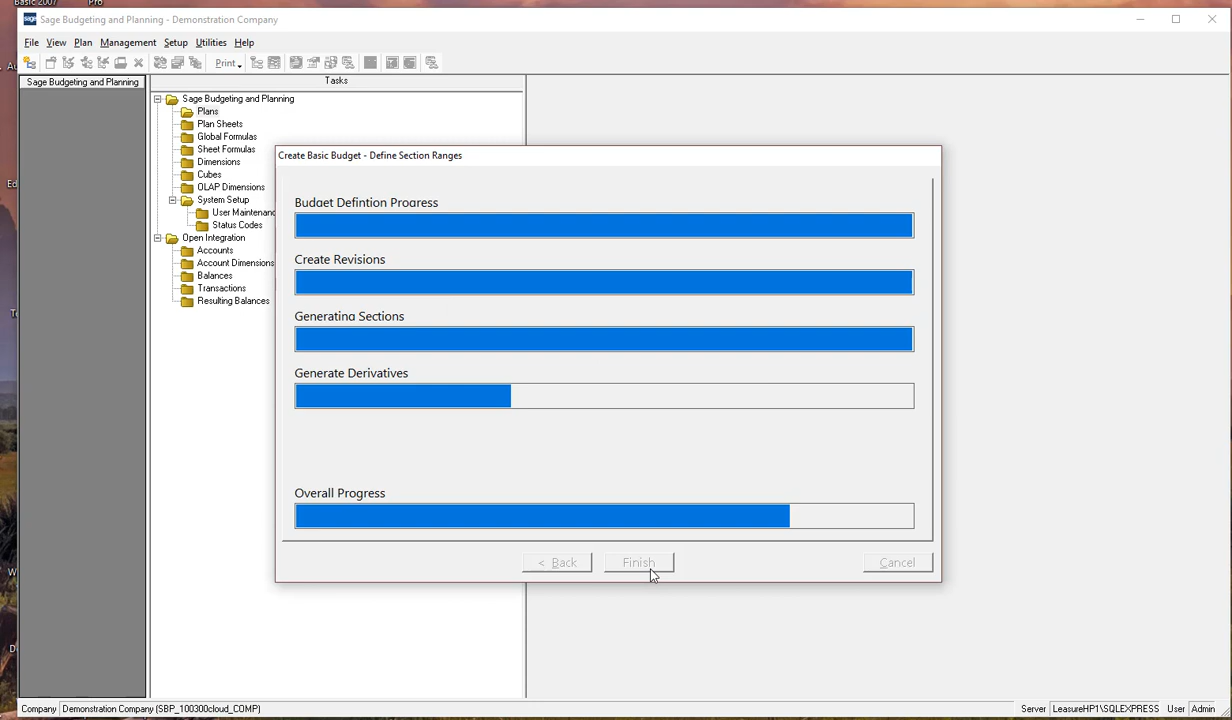 Basic 2007
Pro
sage Sage Budgeting and Planning - Demonstration Company
File View Plan Management Setup Utilities Help
Print
Sage Budgeting and Planning
Tasks
Sage Budgeting and Planning
Plans
Plan Sheets
Global Formulas
Sheet Formulas
Dimensions
Cubes
OLAP Dimensions
System Setup
User Maintenanc
Status Codes
Open Integration
Accounts
Account Dimensions
Balances
Transactions
Resulting Balances
Create Basic Budget - Define Section Ranges
Budget Defintion Progress
Create Revisions
Generating Sections
Generate Derivatives
Overall Progress
< Back Finish Cancel
Company Demonstration Company (SBP_100300cloud_COMP) Server LeasureHP1\SQLEXPRESS User Admin